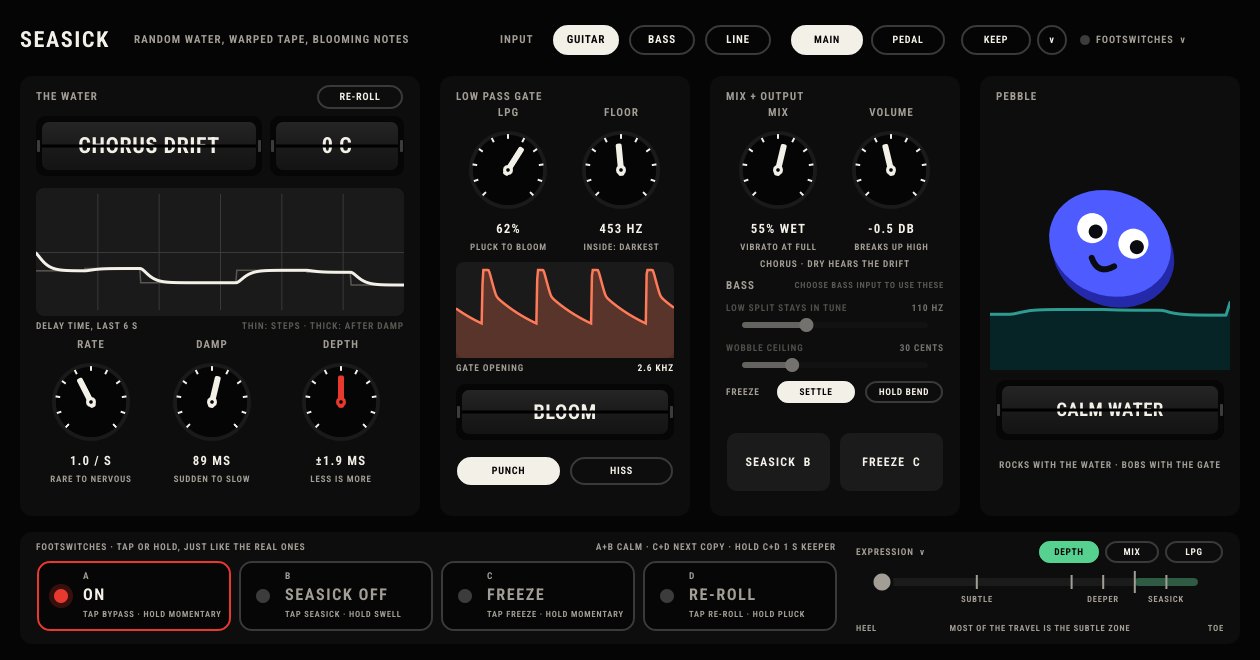 SEASICK
RANDOM WATER, WARPED TAPE, BLOOMING NOTES
INPUT
GUITAR
BASS
LINE
MAIN
PEDAL
KEEP
∨
FOOTSWITCHES ∨
THE WATER
RE-ROLL
CHORUS DRIFT
0 C
DELAY TIME, LAST 6 S
THIN: STEPS · THICK: AFTER DAMP
RATE
DAMP
DEPTH
1.0 / S
89 MS
±1.9 MS
RARE TO NERVOUS
SUDDEN TO SLOW
LESS IS MORE
LOW PASS GATE
LPG
FLOOR
62%
453 HZ
PLUCK TO BLOOM
INSIDE: DARKEST
GATE OPENING
2.6 KHZ
BLOOM
PUNCH
HISS
MIX + OUTPUT
MIX
VOLUME
55% WET
-0.5 DB
VIBRATO AT FULL
BREAKS UP HIGH
CHORUS · DRY HEARS THE DRIFT
BASS
CHOOSE BASS INPUT TO USE THESE
LOW SPLIT STAYS IN TUNE
110 HZ
WOBBLE CEILING
30 CENTS
FREEZE
SETTLE
HOLD BEND
SEASICK B
FREEZE C
PEBBLE
CALM WATER
ROCKS WITH THE WATER · BOBS WITH THE GATE
FOOTSWITCHES · TAP OR HOLD, JUST LIKE THE REAL ONES
A+B CALM · C+D NEXT COPY · HOLD C+D 1 S KEEPER
A
ON
TAP BYPASS · HOLD MOMENTARY
B
SEASICK OFF
TAP SEASICK · HOLD SWELL
C
FREEZE
TAP FREEZE · HOLD MOMENTARY
D
RE-ROLL
TAP RE-ROLL · HOLD PLUCK
EXPRESSION ∨
DEPTH
MIX
LPG
SUBTLE
DEEPER
SEASICK
HEEL
MOST OF THE TRAVEL IS THE SUBTLE ZONE
TOE